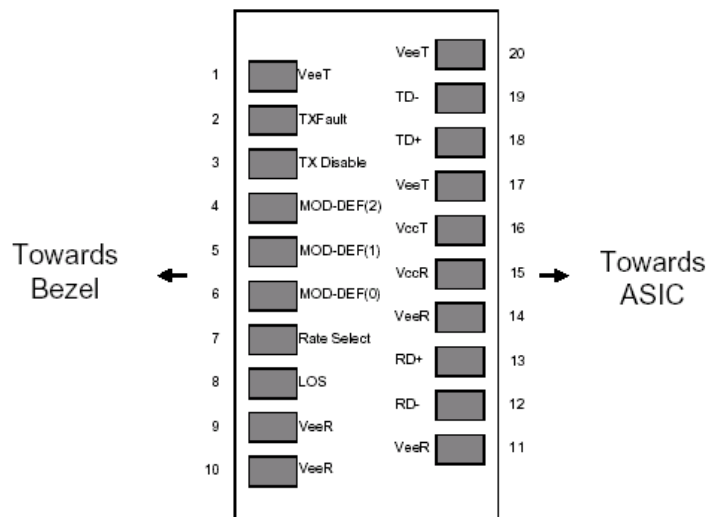 1 VeeT
2 TXFault
3 TX Disable
4 MOD-DEF(2)
5 MOD-DEF(1)
6 MOD-DEF(0)
7 Rate Select
8 LOS
9 VeeR
10 VeeR
VeeT 20
TD- 19
TD+ 18
VeeT 17
VccT 16
VccR 15
VeeR 14
RD+ 13
RD- 12
VeeR 11
Towards
Bezel
Towards
ASIC